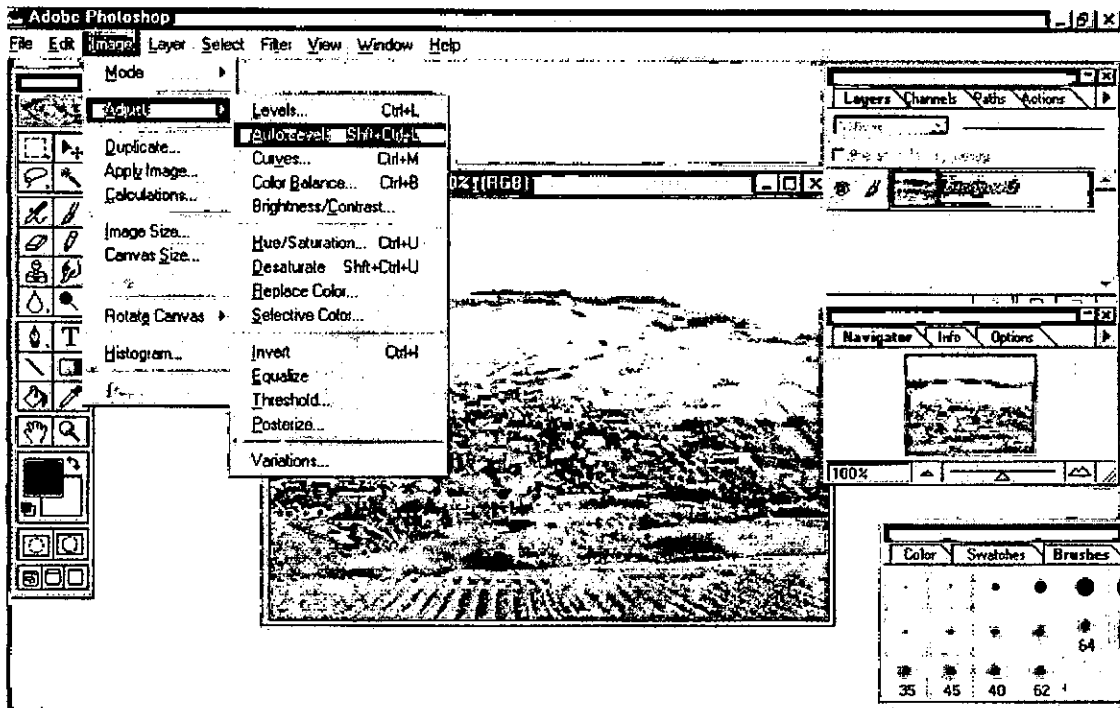 Adobe Photoshop
File Edit Image Layer Select Filter View Window Help
Mode
Adjust
Duplicate...
Apply Image...
Calculations...
Image Size...
Canvas Size...
Rotate Canvas
Histogram...
Levels... Ctrl+L
Auto Levels Shft+Ctrl+L
Curves... Ctrl+M
Color Balance... Ctrl+B
Brightness/Contrast...
Hue/Saturation... Ctrl+U
Desaturate Shft+Ctrl+U
Replace Color...
Selective Color...
Invert Ctrl+I
Equalize
Threshold...
Posterize...
Variations...
(RGB)
Layers Channels Paths Actions
Navigator Info Options
100%
Color Swatches Brushes
64
35 45 40 62
T